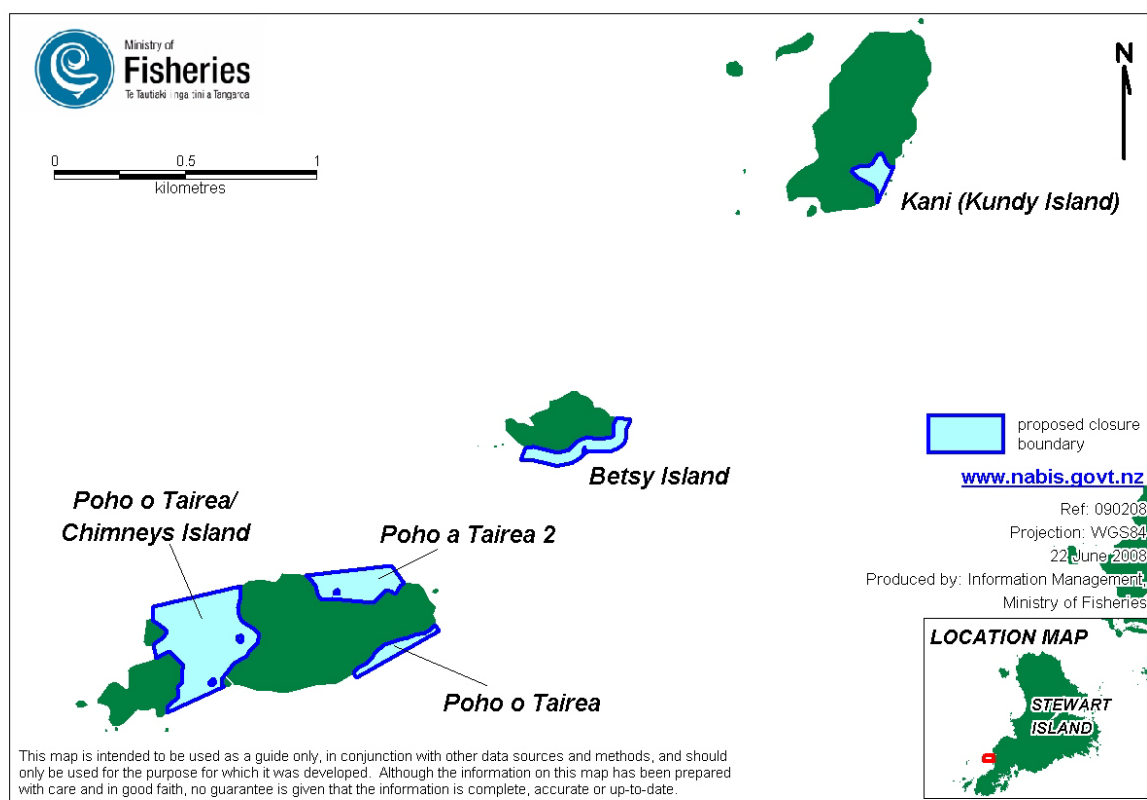 Ministry of
Fisheries
Te Tautiaki i nga tini a Tangaroa
N
0 0.5 1
kilometres
Kani (Kundy Island)
Betsy Island
proposed closure
boundary
www.nabis.govt.nz
Poho o Tairea/
Chimneys Island
Poho a Tairea 2
Poho o Tairea
Ref: 090208
Projection: WGS84
22 June 2008
Produced by: Information Management,
Ministry of Fisheries
LOCATION MAP
STEWART
ISLAND
This map is intended to be used as a guide only, in conjunction with other data sources and methods, and should
only be used for the purpose for which it was developed. Although the information on this map has been prepared
with care and in good faith, no guarantee is given that the information is complete, accurate or up-to-date.